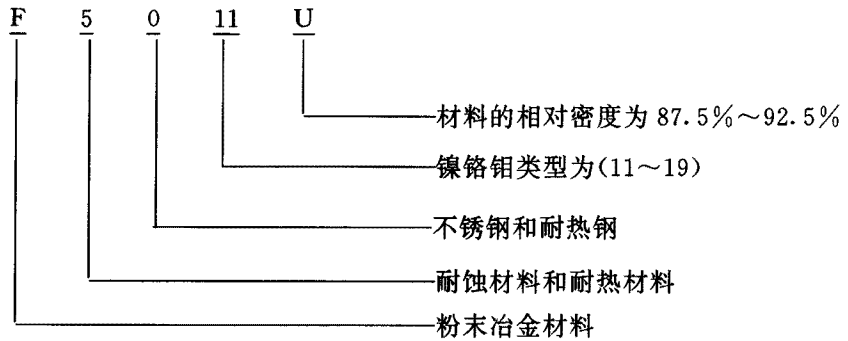 F 5 0 11 U
材料的相对密度为 87.5%～92.5%
镍铬钼类型为(11～19)
不锈钢和耐热钢
耐蚀材料和耐热材料
粉末冶金材料